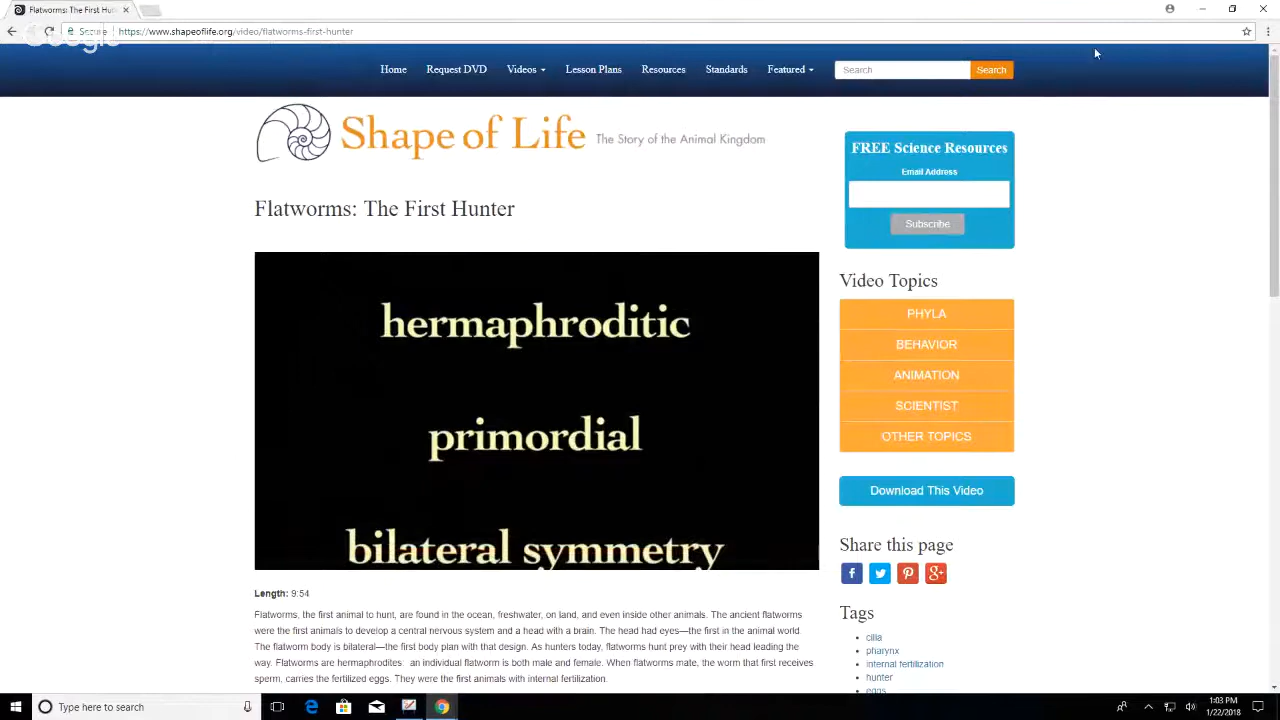 Flatworms: The First Hunt
Google
Secure
https://www.shapeoflife.org/video/flatworms-first-hunter
Home
Request DVD
Videos
Lesson Plans
Resources
Standards
Featured
Search
Search
Shape of Life
The Story of the Animal Kingdom
FREE Science Resources
Email Address
Subscribe
Flatworms: The First Hunter
hermaphroditic
primordial
bilateral symmetry
Video Topics
PHYLA
BEHAVIOR
ANIMATION
SCIENTIST
OTHER TOPICS
Download This Video
Share this page
Tags
cilia
pharynx
internal fertilization
hunter
eggs
Length: 9:54
Flatworms, the first animal to hunt, are found in the ocean, freshwater, on land, and even inside other animals. The ancient flatworms
were the first animals to develop a central nervous system and a head with a brain. The head had eyes—the first in the animal world.
The flatworm body is bilateral—the first body plan with that design. As hunters today, flatworms hunt prey with their head leading the
way. Flatworms are hermaphrodites: an individual flatworm is both male and female. When flatworms mate, the worm that first receives
sperm, carries the fertilized eggs. They were the first animals with internal fertilization.
Type here to search
1:03 PM
1/22/2018